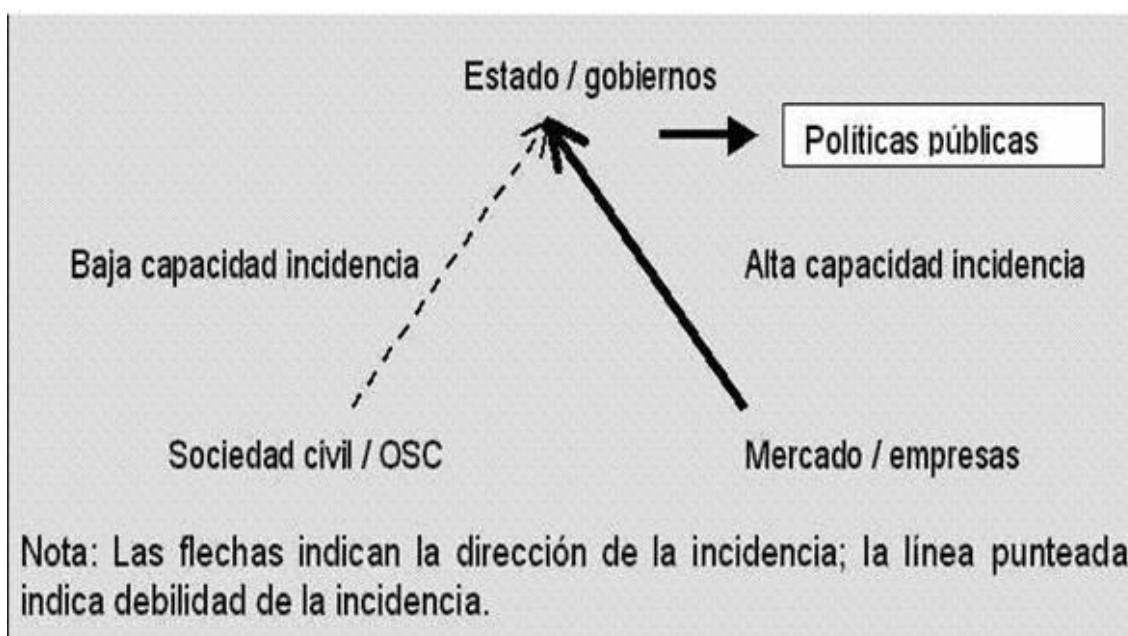 Estado / gobiernos
Políticas públicas
Baja capacidad incidencia
Alta capacidad incidencia
Sociedad civil / OSC
Mercado / empresas
Nota: Las flechas indican la dirección de la incidencia; la línea punteada
indica debilidad de la incidencia.